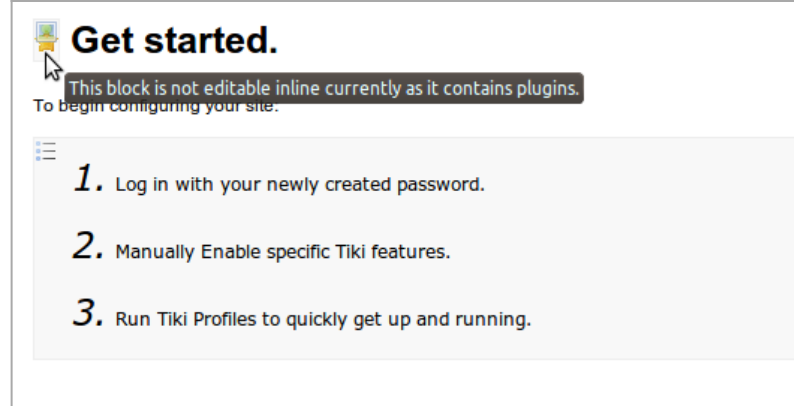 Get started.
This block is not editable inline currently as it contains plugins.
To begin configuring your site:
1. Log in with your newly created password.
2. Manually Enable specific Tiki features.
3. Run Tiki Profiles to quickly get up and running.